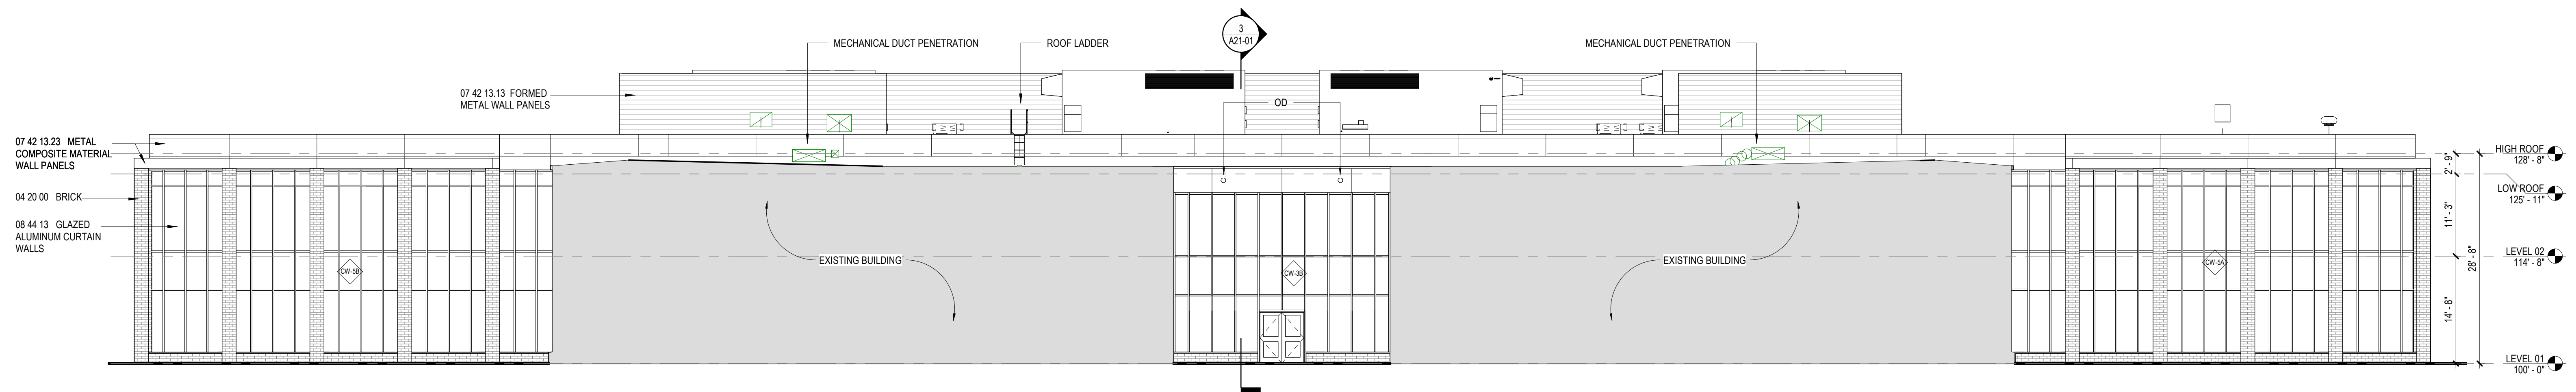 3
A21-01
MECHANICAL DUCT PENETRATION
ROOF LADDER
MECHANICAL DUCT PENETRATION
07 42 13.13 FORMED
METAL WALL PANELS
OD
07 42 13.23 METAL
COMPOSITE MATERIAL
WALL PANELS
04 20 00 BRICK
08 44 13 GLAZED
ALUMINUM CURTAIN
WALLS
CW-5B
EXISTING BUILDING
CW-3B
EXISTING BUILDING
CW-5A
2' - 9"
11' - 3"
14' - 8"
28' - 8"
HIGH ROOF
128' - 8"
LOW ROOF
125' - 11"
LEVEL 02
114' - 8"
LEVEL 01
100' - 0"